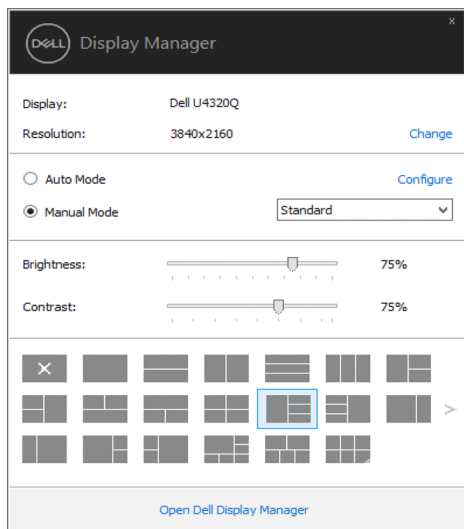 x
DELL Display Manager
Display: Dell U4320Q
Resolution: 3840x2160 Change
Auto Mode Configure
Manual Mode Standard
Brightness: 75%
Contrast: 75%
>
Open Dell Display Manager